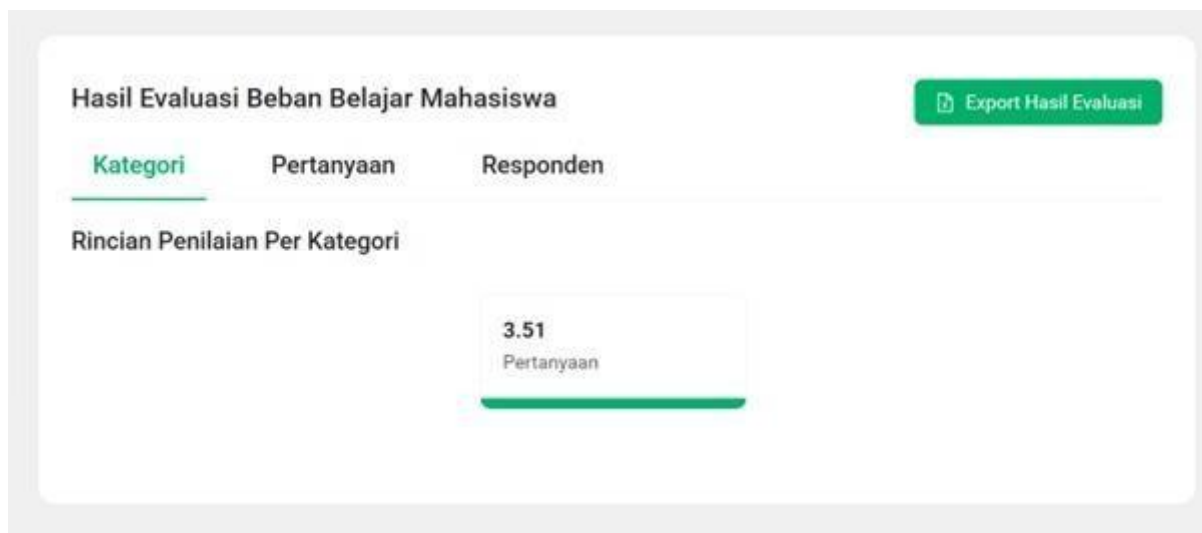 Hasil Evaluasi Beban Belajar Mahasiswa
Export Hasil Evaluasi
Kategori Pertanyaan Responden
Rincian Penilaian Per Kategori
3.51
Pertanyaan